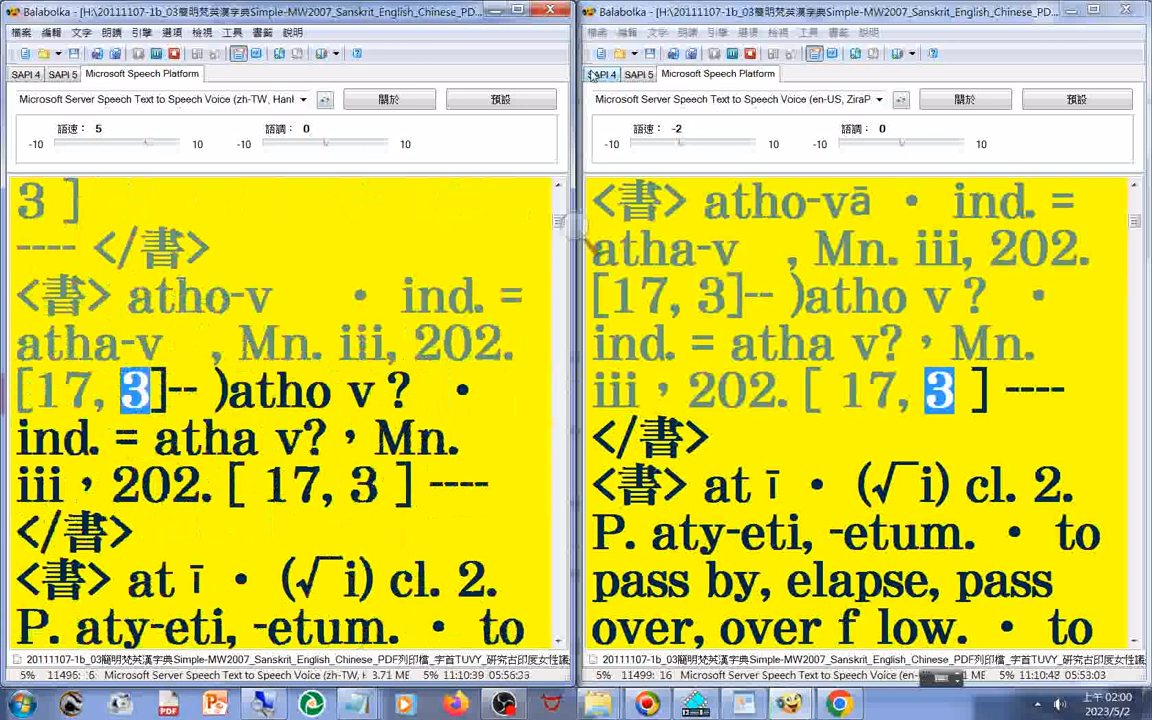 Balabolka - [H:\20111107-1b_03簡明梵英漢字典Simple-MW2007_Sanskrit_English_Chinese_PD...
檔案 編輯 文字 朗讀 引擎 選項 檢視 工具 書籤 說明
SAPI 4 SAPI 5 Microsoft Speech Platform
Microsoft Server Speech Text to Speech Voice (zh-TW, Hanl 關於 預設
語速： 5 語調： 0
-10 10 -10 10
3 ]
---- </書>
<書> atho-v • ind. =
atha-v , Mn. iii, 202.
[17, 3]-- )atho v ? •
ind. = atha v?，Mn.
iii，202. [ 17, 3 ] ----
</書>
<書> at ī • (√i) cl. 2.
P. aty-eti, -etum. • to
20111107-1b_03簡明梵英漢字典Simple-MW2007_Sanskrit_English_Chinese_PDF列印檔_字首TUVY_研究古印度女性議
5% 11496: 6: Microsoft Server Speech Text to Speech Voice (zh-TW, H 3.71 ME 5% 11:10:39 05:56:23
Balabolka - [H:\20111107-1b_03簡明梵英漢字典Simple-MW2007_Sanskrit_English_Chinese_PD...
檔案 編輯 文字 朗讀 引擎 選項 檢視 工具 書籤 說明
SAPI 4 SAPI 5 Microsoft Speech Platform
Microsoft Server Speech Text to Speech Voice (en-US, ZiraP 關於 預設
語速： -2 語調： 0
-10 10 -10 10
<書> atho-vā • ind. =
atha-v , Mn. iii, 202.
[17, 3]-- )atho v ? •
ind. = atha v?，Mn.
iii，202. [ 17, 3 ] ----
</書>
<書> at ī • (√i) cl. 2.
P. aty-eti, -etum. • to
pass by, elapse, pass
over, over f low. • to
20111107-1b_03簡明梵英漢字典Simple-MW2007_Sanskrit_English_Chinese_PDF列印檔_字首TUVY_研究古印度女性議
5% 11499: 16 Microsoft Server Speech Text to Speech Voice (en- 5% 11:10:48 05:53:03
PDF
上午 02:00
2023/5/2